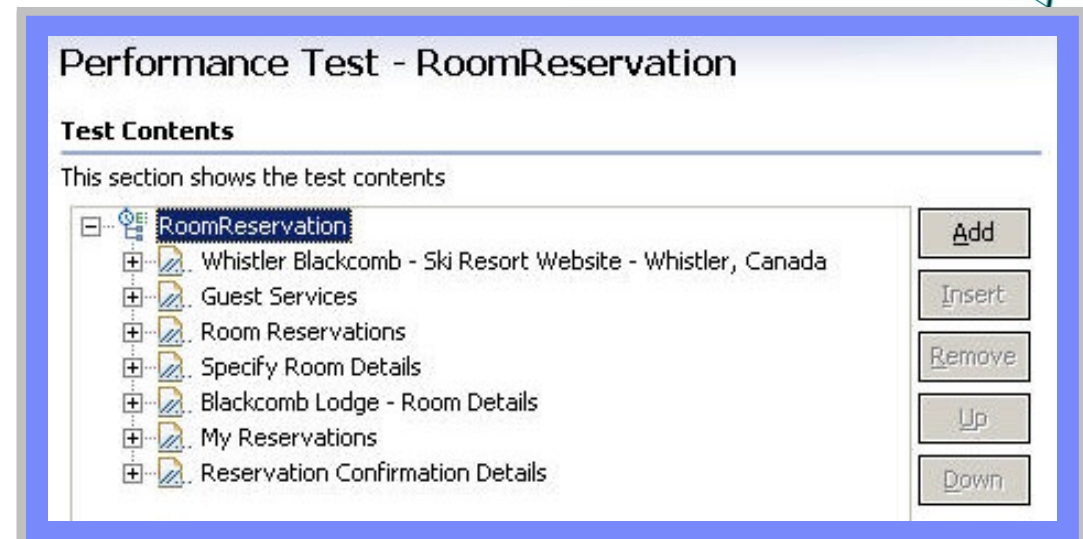 Performance Test - RoomReservation
Test Contents
This section shows the test contents
RoomReservation
Whistler Blackcomb - Ski Resort Website - Whistler, Canada
Guest Services
Room Reservations
Specify Room Details
Blackcomb Lodge - Room Details
My Reservations
Reservation Confirmation Details
Add
Insert
Remove
Up
Down